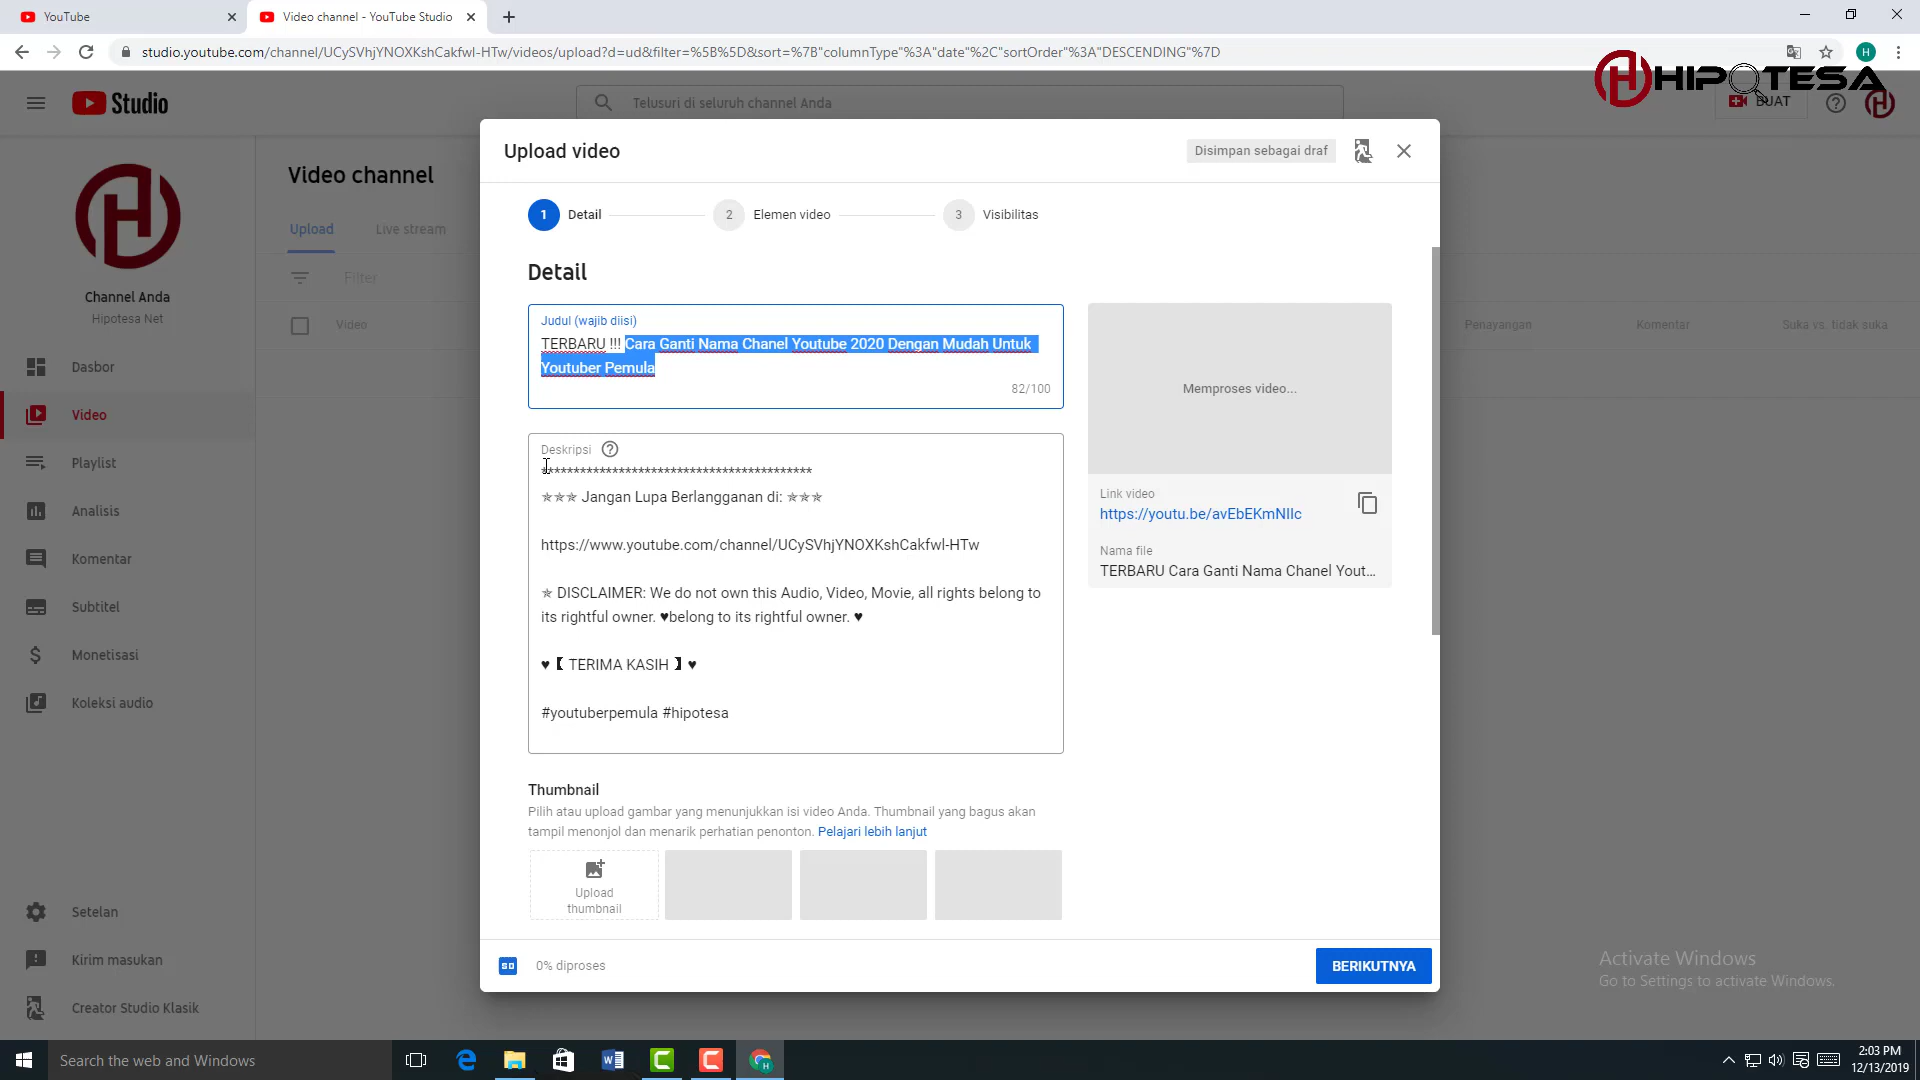 YouTube
Video channel - YouTube Studio
studio.youtube.com/channel/UCySVhjYNOXKshCakfwl-HTw/videos/upload?d=ud&filter=%5B%5D&sort=%7B"columnType"%3A"date"%2C"sortOrder"%3A"DESCENDING"%7D
H
HIPOTESA
Studio
Telusuri di seluruh channel Anda
BUAT
Upload video
Disimpan sebagai draf
Video channel
1 Detail
2 Elemen video
3 Visibilitas
Upload
Live stream
Detail
Filter
Channel Anda
Hipotesa Net
Video
Penayangan
Komentar
Suka vs. tidak suka
Judul (wajib diisi)
TERBARU !!! Cara Ganti Nama Chanel Youtube 2020 Dengan Mudah Untuk
Youtuber Pemula
82/100
Memproses video...
Dasbor
Video
Playlist
Analisis
Komentar
Subtitel
Monetisasi
Koleksi audio
Deskripsi
******************************************
✯✯✯ Jangan Lupa Berlangganan di: ✯✯✯
https://www.youtube.com/channel/UCySVhjYNOXKshCakfwl-HTw
✯ DISCLAIMER: We do not own this Audio, Video, Movie, all rights belong to
its rightful owner. ♥belong to its rightful owner. ♥
♥【 TERIMA KASIH 】♥
#youtuberpemula #hipotesa
Link video
https://youtu.be/avEbEKmNIIc
Nama file
TERBARU Cara Ganti Nama Chanel Yout...
Thumbnail
Pilih atau upload gambar yang menunjukkan isi video Anda. Thumbnail yang bagus akan
tampil menonjol dan menarik perhatian penonton. Pelajari lebih lanjut
Upload
thumbnail
Setelan
Kirim masukan
Creator Studio Klasik
SD
0% diproses
BERIKUTNYA
Activate Windows
Go to Settings to activate Windows.
Search the web and Windows
2:03 PM
12/13/2019